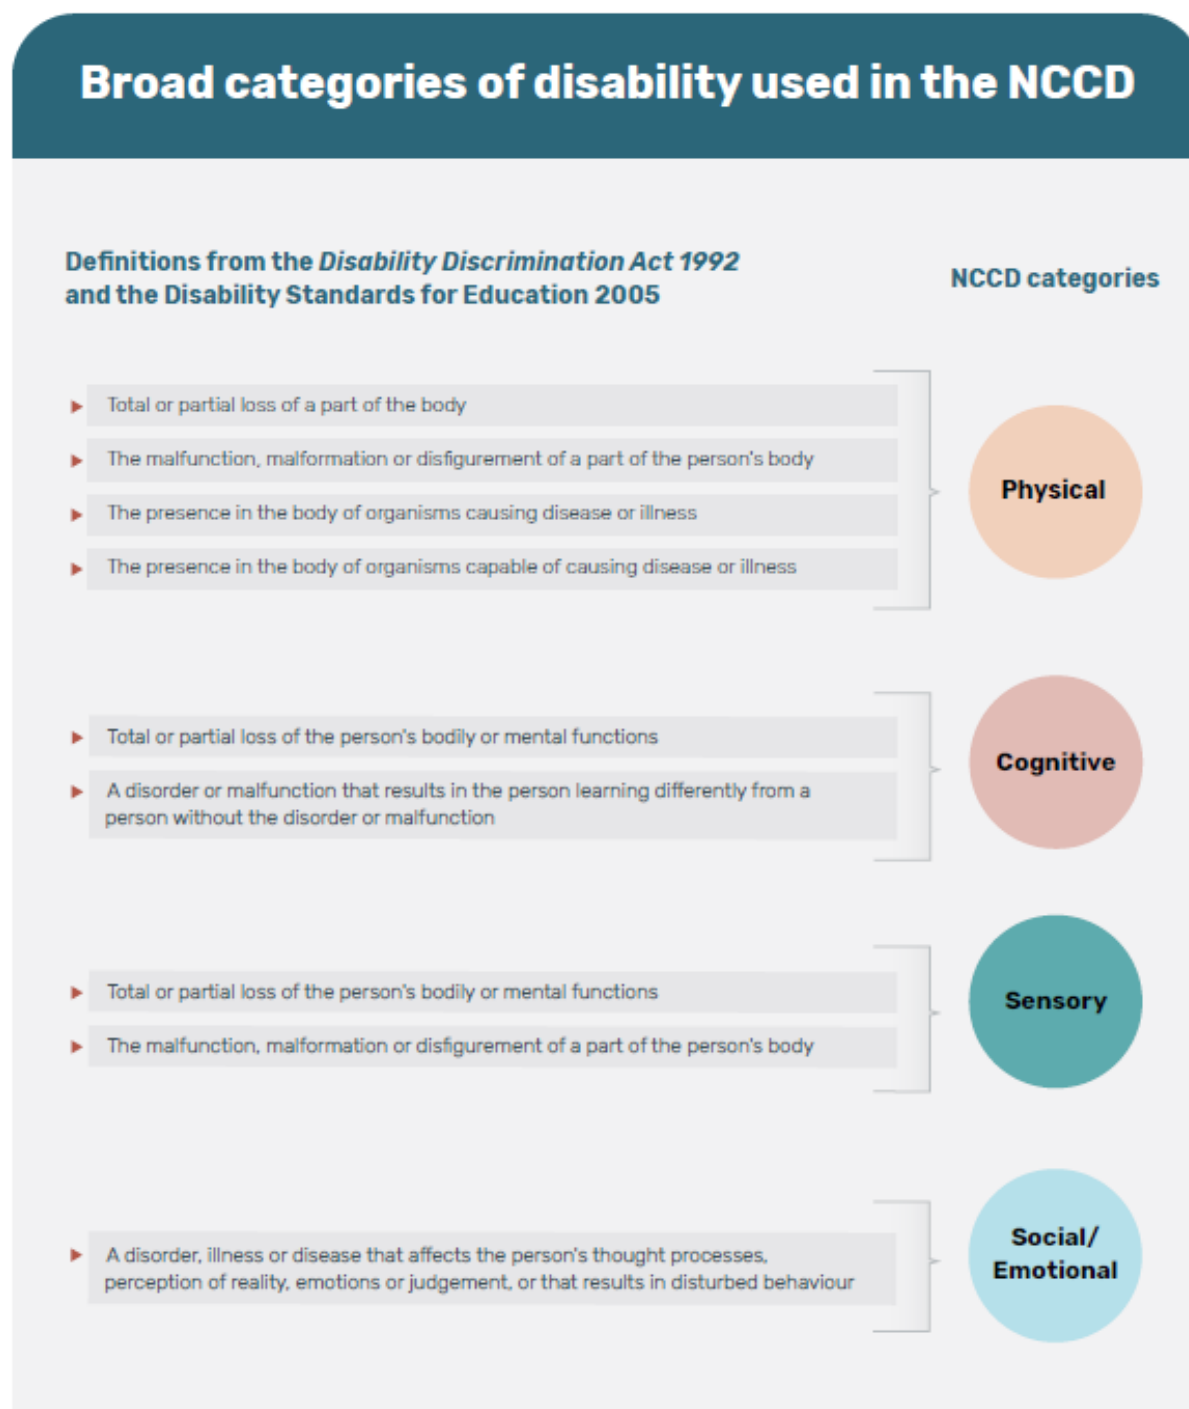 Broad categories of disability used in the NCCD
Definitions from the Disability Discrimination Act 1992
and the Disability Standards for Education 2005
NCCD categories
Total or partial loss of a part of the body
The malfunction, malformation or disfigurement of a part of the person's body
The presence in the body of organisms causing disease or illness
The presence in the body of organisms capable of causing disease or illness
Physical
Total or partial loss of the person's bodily or mental functions
A disorder or malfunction that results in the person learning differently from a
person without the disorder or malfunction
Cognitive
Total or partial loss of the person's bodily or mental functions
The malfunction, malformation or disfigurement of a part of the person's body
Sensory
A disorder, illness or disease that affects the person's thought processes,
perception of reality, emotions or judgement, or that results in disturbed behaviour
Social/
Emotional